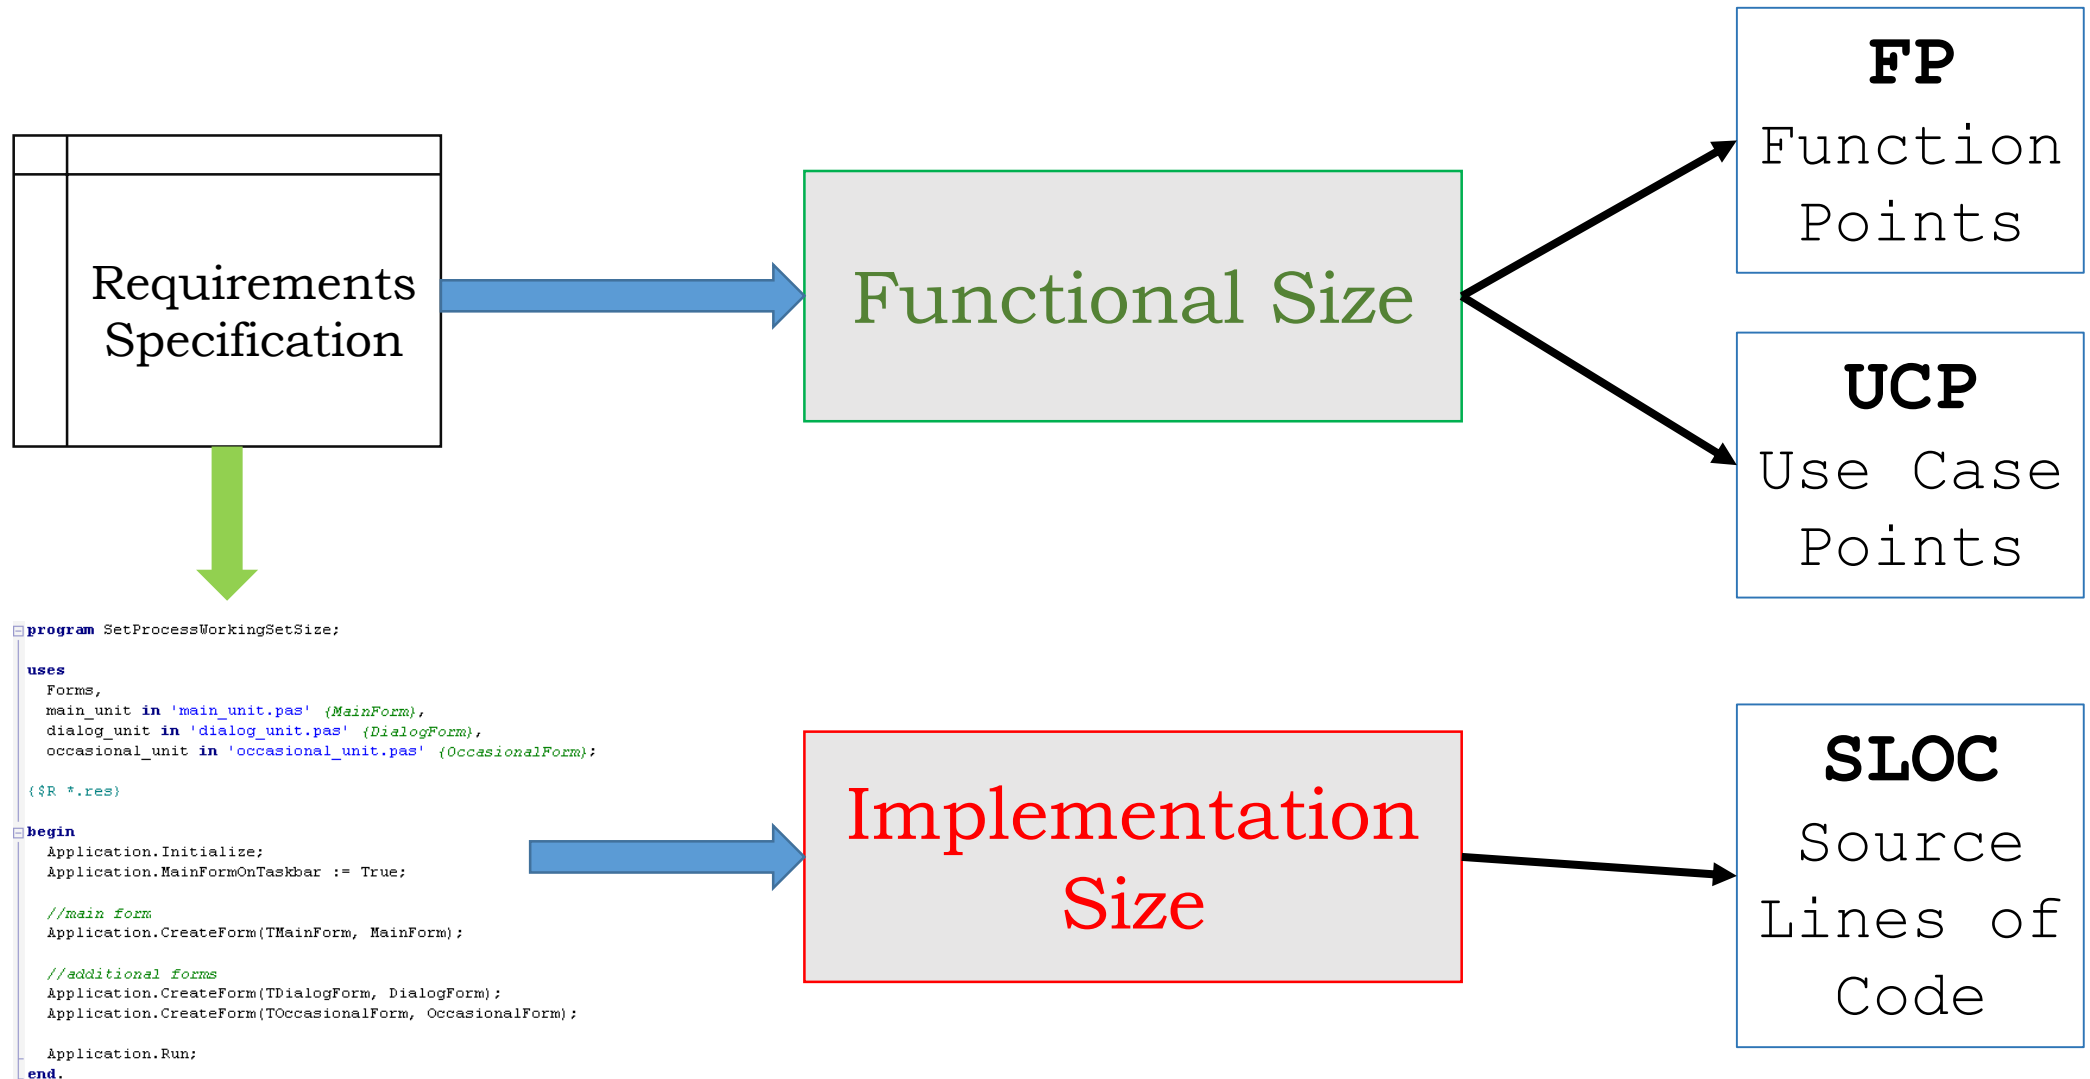 Requirements
Specification
Functional Size
FP
Function
Points
UCP
Use Case
Points
program SetProcessWorkingSetSize;
uses
Forms,
main_unit in 'main_unit.pas' {MainForm},
dialog_unit in 'dialog_unit.pas' {DialogForm},
occasional_unit in 'occasional_unit.pas' {OccasionalForm};
{$R *.res}
begin
Application.Initialize;
Application.MainFormOnTaskbar := True;
//main form
Application.CreateForm(TMainForm, MainForm);
//additional forms
Application.CreateForm(TDialogForm, DialogForm);
Application.CreateForm(TOccasionalForm, OccasionalForm);
Application.Run;
end.
Implementation
Size
SLOC
Source
Lines of
Code